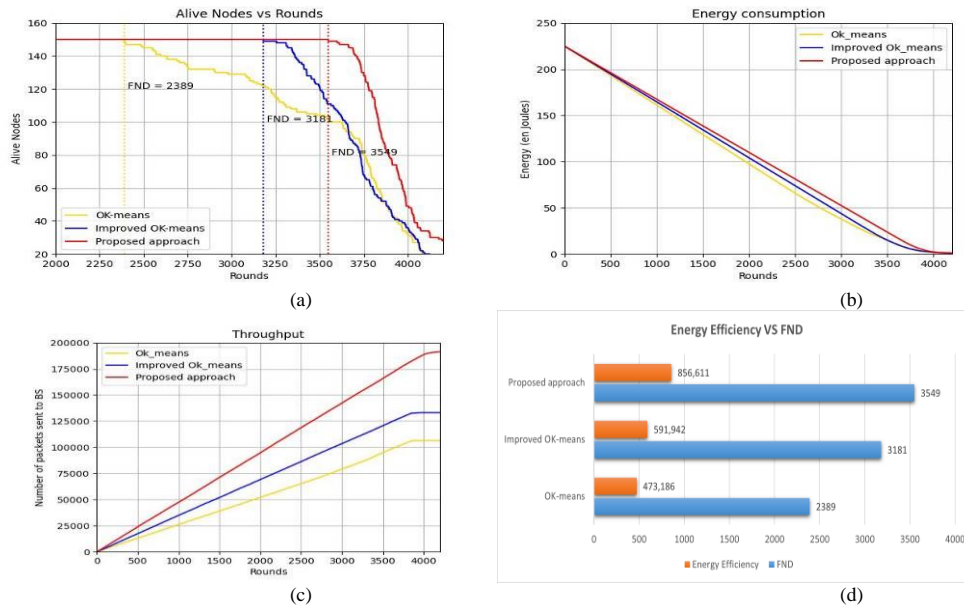 Alive Nodes vs Rounds
160
140
120
100
80
60
40
20
Alive Nodes
FND = 2389
FND = 3181
FND = 3549
OK-means
Improved OK-means
Proposed approach
2000 2250 2500 2750 3000 3250 3500 3750 4000
Rounds
(a)
Energy consumption
250
200
150
100
50
0
Energy (en Joules)
Ok_means
Improved Ok_means
Proposed approach
0 500 1000 1500 2000 2500 3000 3500 4000
Rounds
(b)
Throughput
200000
175000
150000
125000
100000
75000
50000
25000
0
Number of packets sent to BS
Ok_means
Improved Ok_means
Proposed approach
0 500 1000 1500 2000 2500 3000 3500 4000
Rounds
(c)
Energy Efficiency VS FND
Proposed approach
856,611
3549
Improved OK-means
591,942
3181
OK-means
473,186
2389
0 500 1000 1500 2000 2500 3000 3500 4000
Energy Efficiency FND
(d)